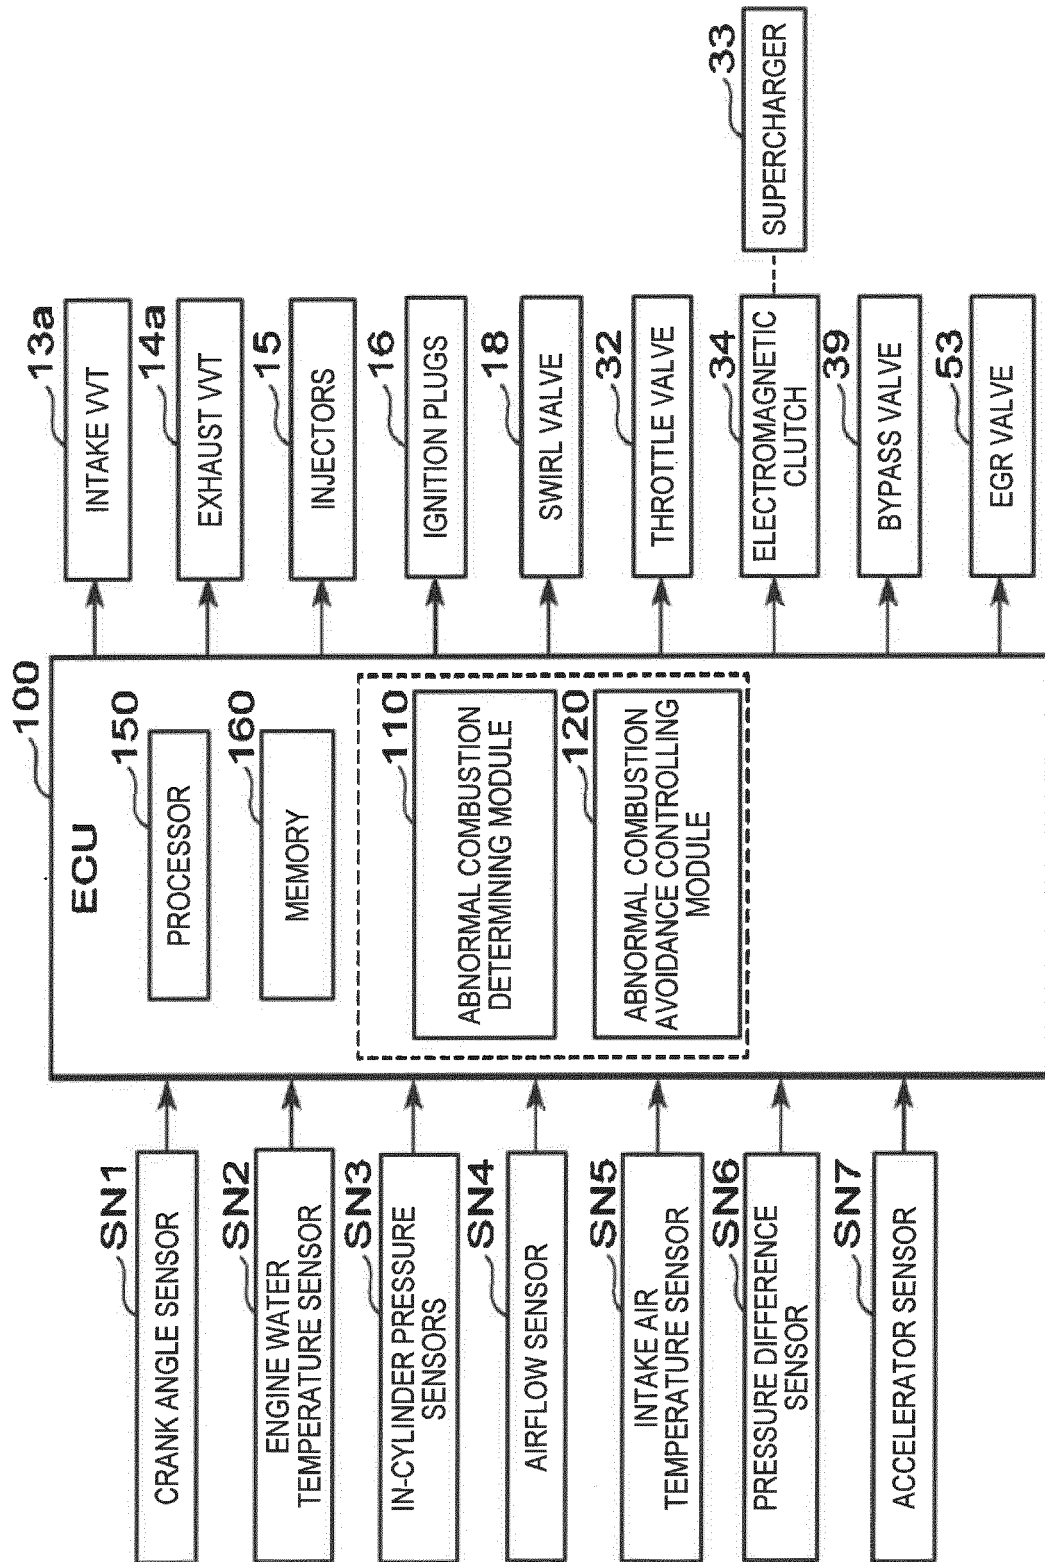 SN1
CRANK ANGLE SENSOR
SN2
ENGINE WATER
TEMPERATURE SENSOR
SN3
IN-CYLINDER PRESSURE
SENSORS
SN4
AIRFLOW SENSOR
SN5
INTAKE AIR
TEMPERATURE SENSOR
SN6
PRESSURE DIFFERENCE
SENSOR
SN7
ACCELERATOR SENSOR
100
ECU
150
PROCESSOR
160
MEMORY
110
ABNORMAL COMBUSTION
DETERMINING MODULE
120
ABNORMAL COMBUSTION
AVOIDANCE CONTROLLING
MODULE
13a
INTAKE VVT
14a
EXHAUST VVT
15
INJECTORS
16
IGNITION PLUGS
18
SWIRL VALVE
32
THROTTLE VALVE
34
ELECTROMAGNETIC
CLUTCH
33
SUPERCHARGER
39
BYPASS VALVE
53
EGR VALVE